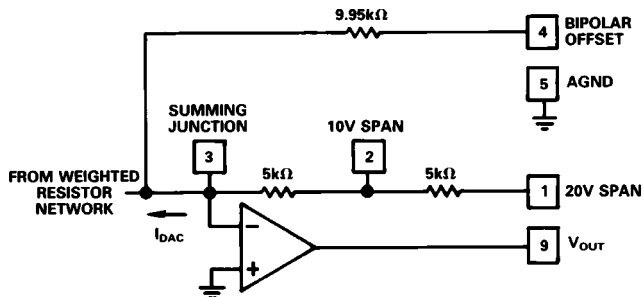 9.95kΩ
4
BIPOLAR
OFFSET
5
AGND
SUMMING
JUNCTION
10V SPAN
3
2
FROM WEIGHTED
RESISTOR
NETWORK
5kΩ
5kΩ
1
20V SPAN
IDAC
−
+
9
VOUT